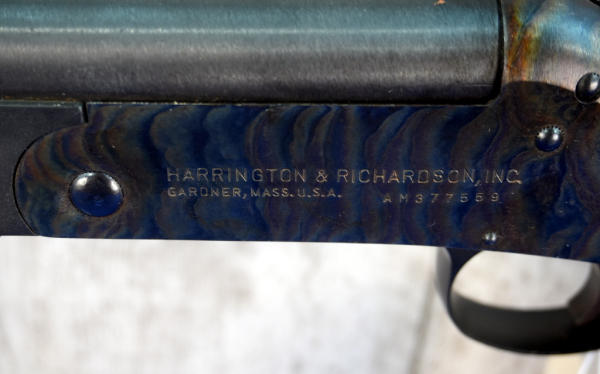 HARRINGTON & RICHARDSON, INC.
GARDNER, MASS. U.S.A. AM377559